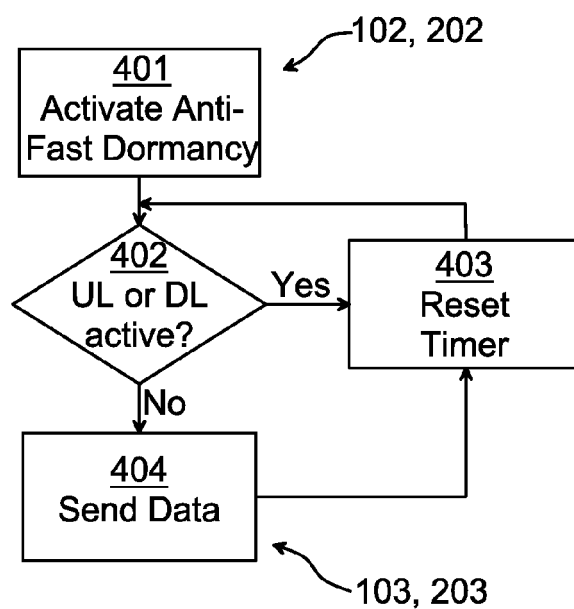 102, 202
401
Activate Anti-
Fast Dormancy
402
UL or DL
active?
Yes
403
Reset
Timer
No
404
Send Data
103, 203